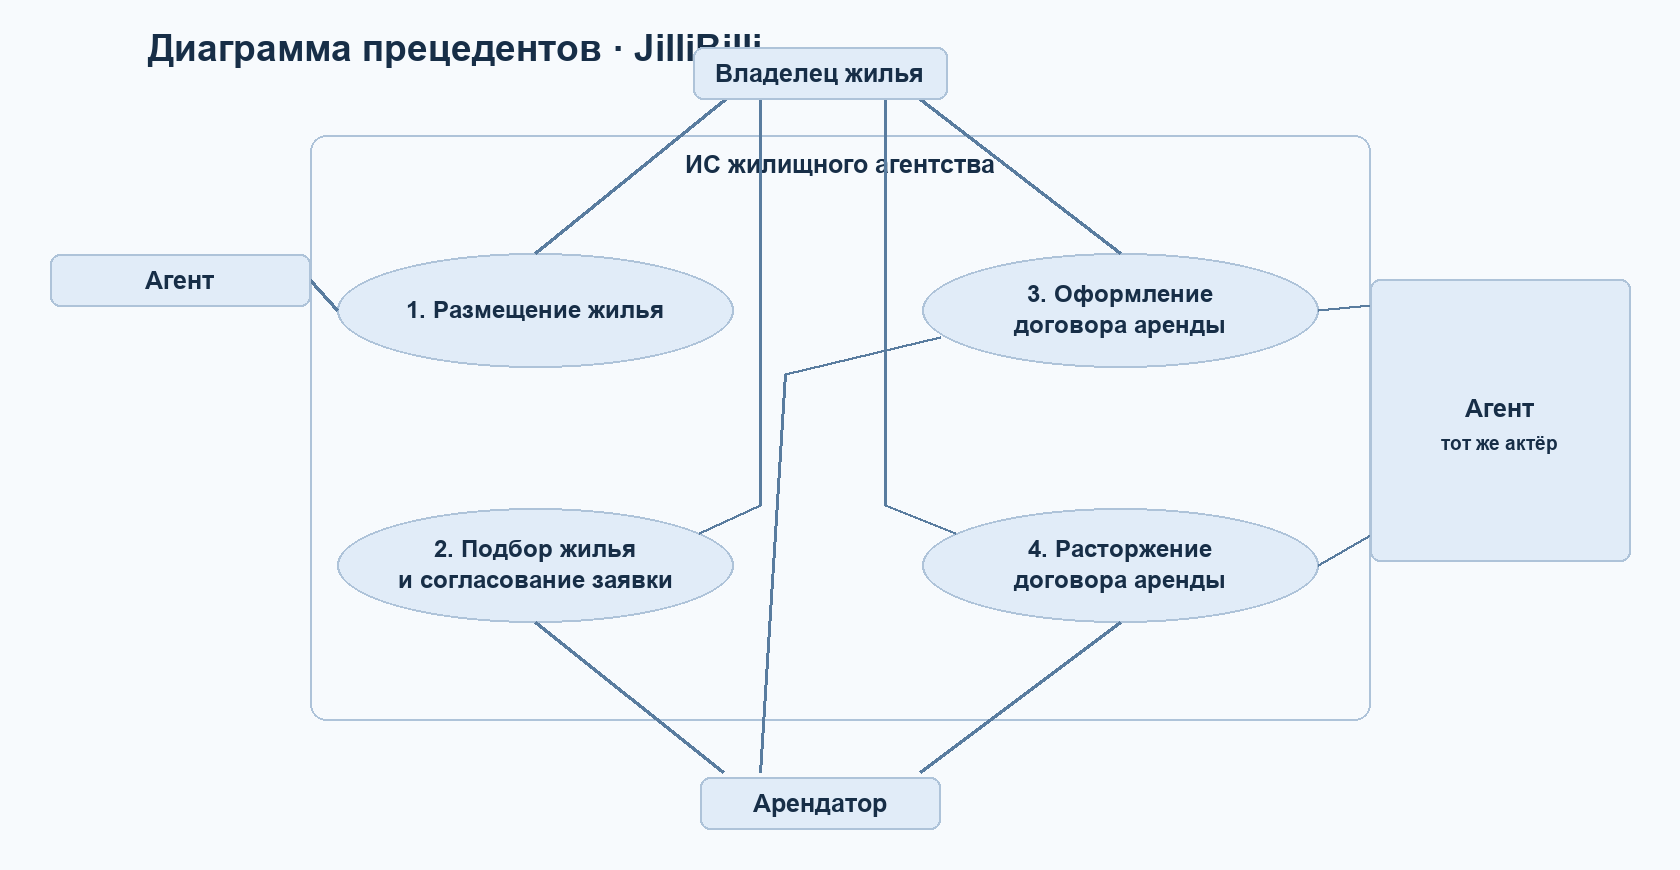 Диаграмма прецедентов · JilliBilli
Владелец жилья
ИС жилищного агентства
Агент
1. Размещение жилья
3. Оформление
договора аренды
Агент
тот же актёр
2. Подбор жилья
и согласование заявки
4. Расторжение
договора аренды
Арендатор